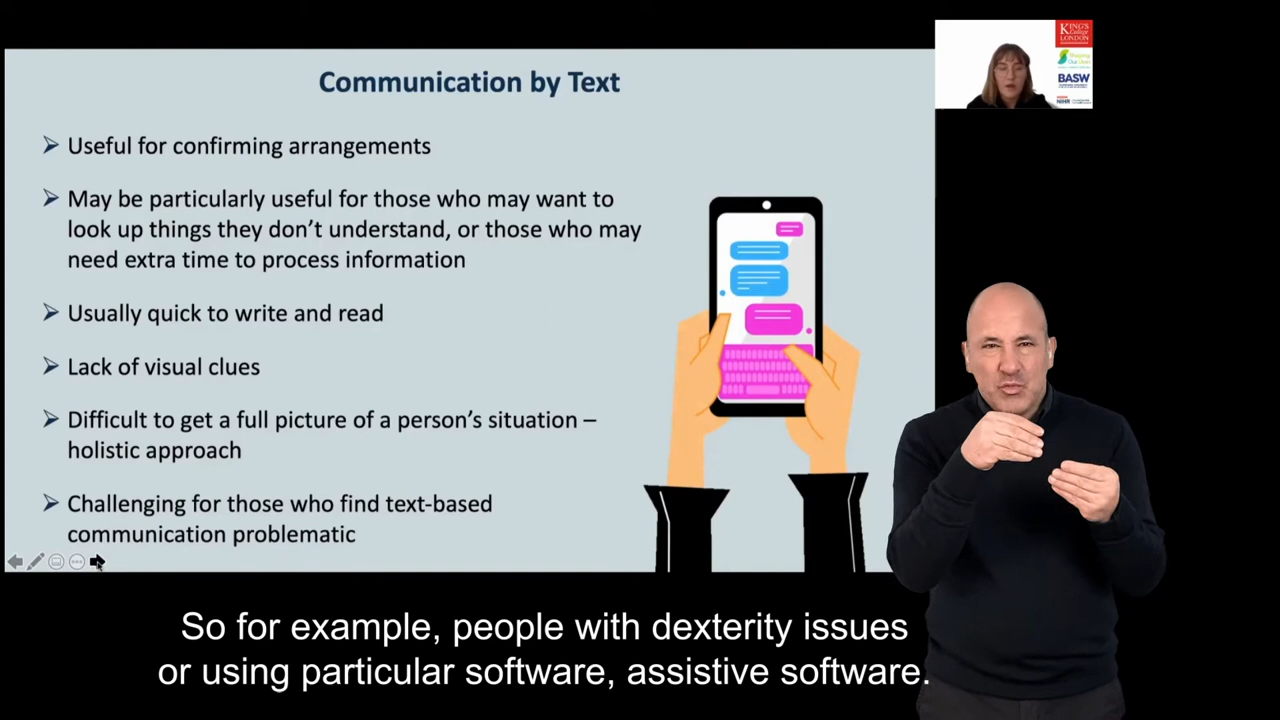 Communication by Text
➢ Useful for confirming arrangements
➢ May be particularly useful for those who may want to
look up things they don’t understand, or those who may
need extra time to process information
➢ Usually quick to write and read
➢ Lack of visual clues
➢ Difficult to get a full picture of a person’s situation –
holistic approach
➢ Challenging for those who find text-based
communication problematic
KING'S
College
LONDON
Shaping
Our Lives
BASW
NIHR
So for example, people with dexterity issues
or using particular software, assistive software.